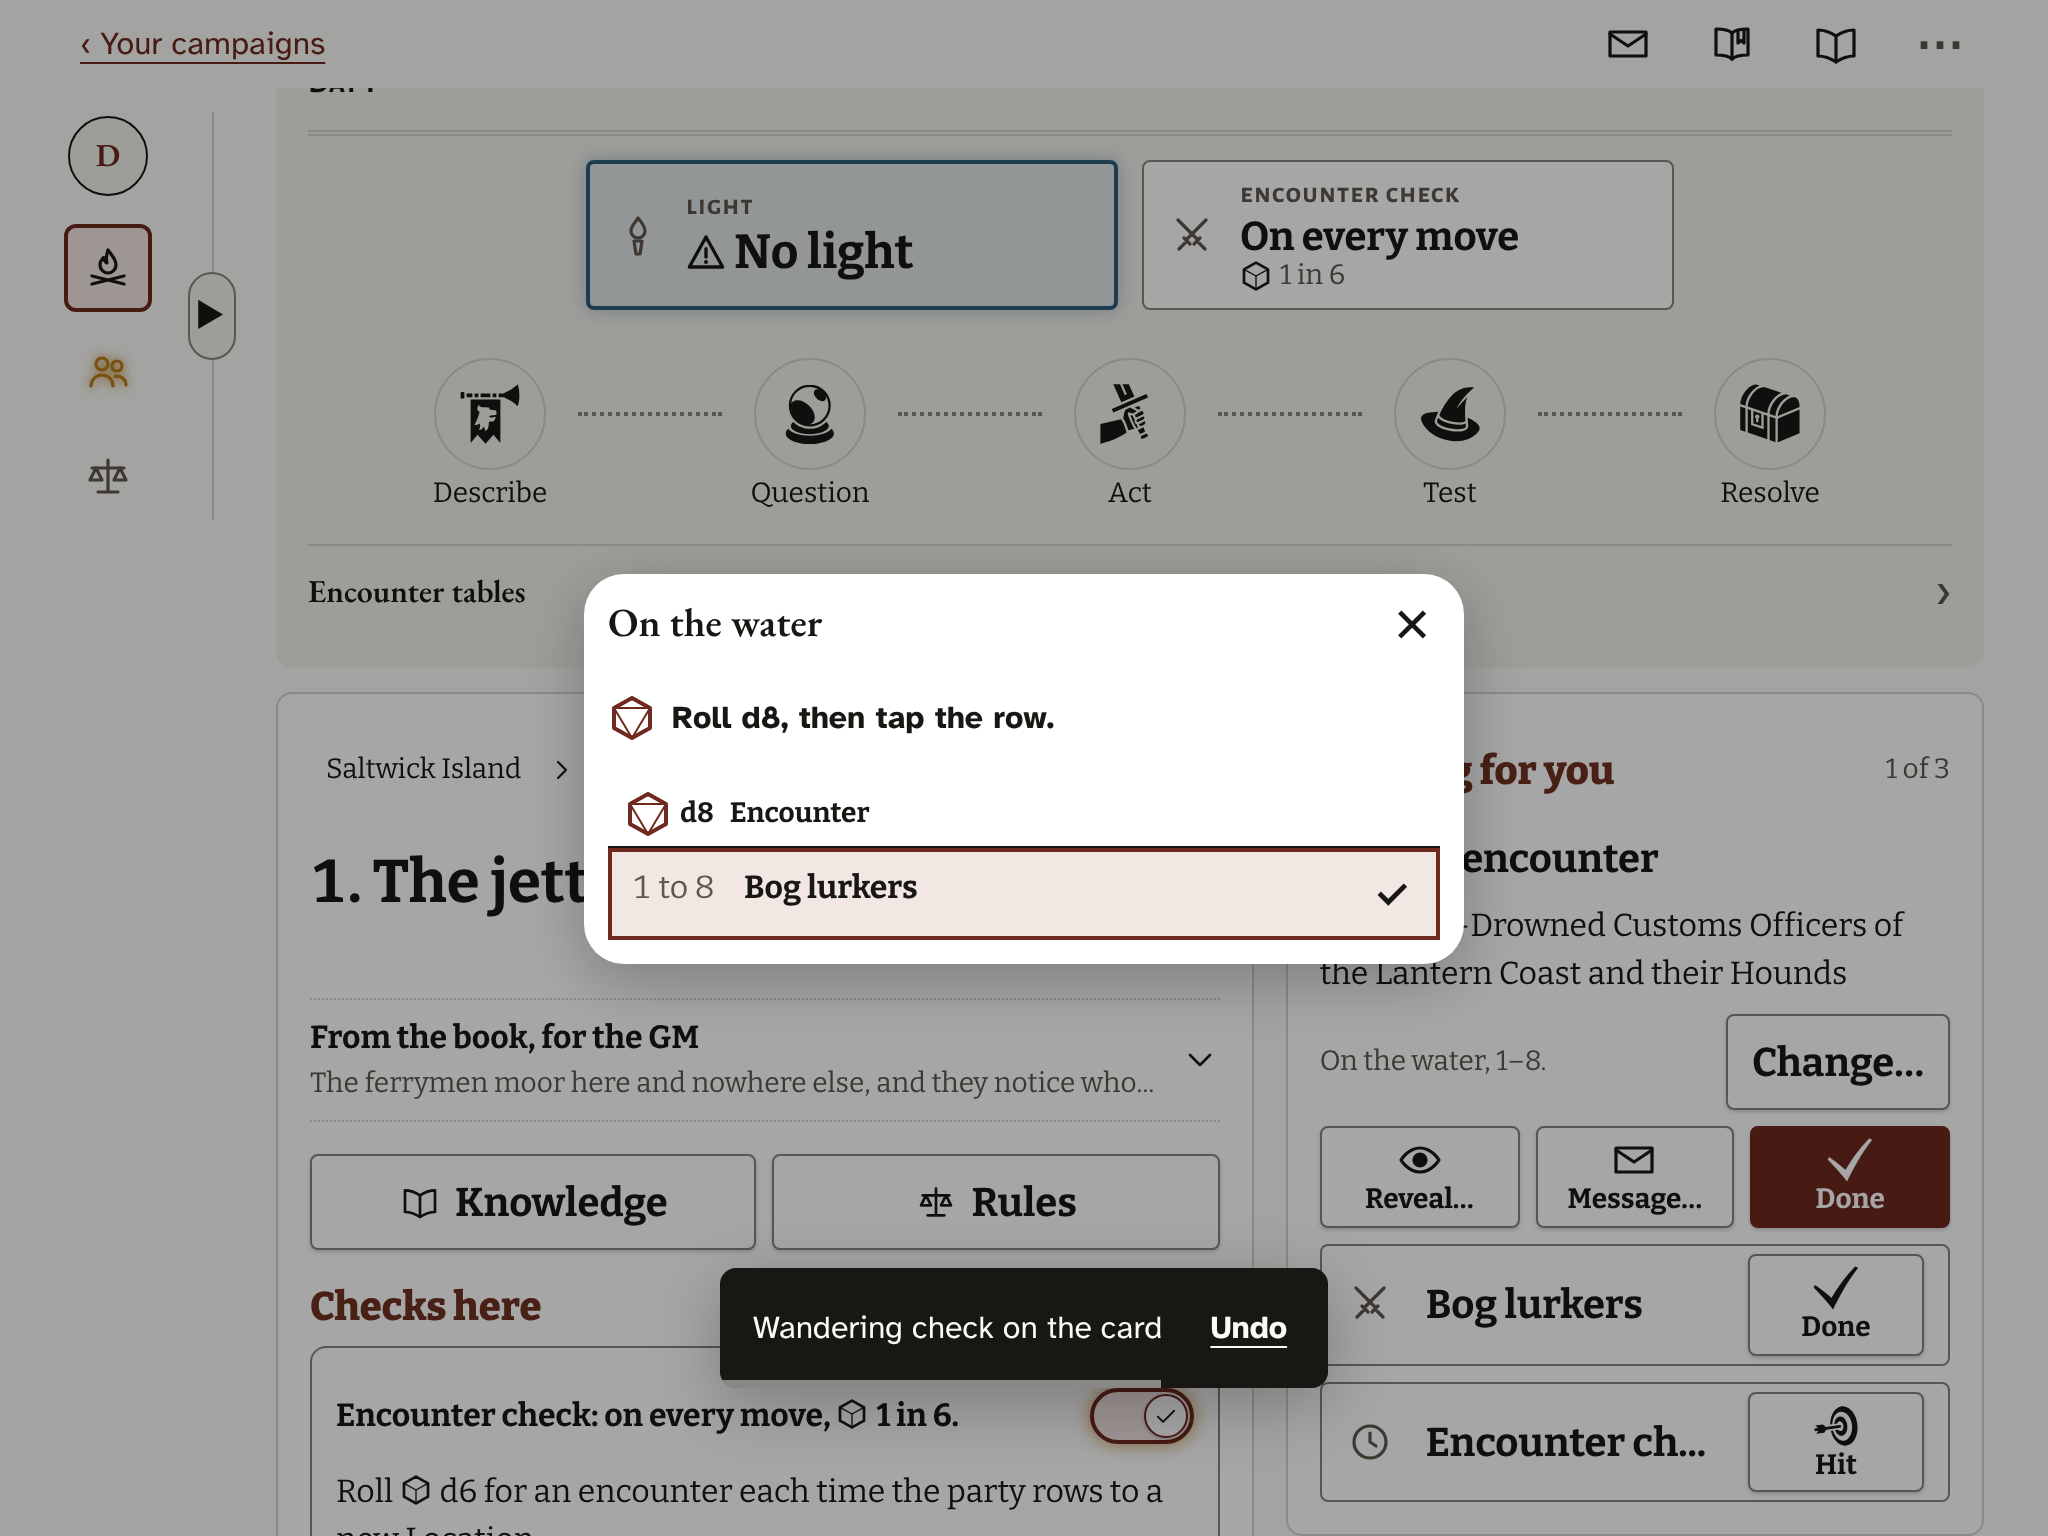 ‹ Your campaigns
D
LIGHT
No light
ENCOUNTER CHECK
On every move
1 in 6
Describe
Question
Act
Test
Resolve
Encounter tables
On the water
Roll d8, then tap the row.
d8 Encounter
1 to 8 Bog lurkers
Saltwick Island
1. The jett
From the book, for the GM
The ferrymen moor here and nowhere else, and they notice who...
Knowledge
Rules
Checks here
Encounter check: on every move, 1 in 6.
Roll d6 for an encounter each time the party rows to a
new Location
for you
1 of 3
encounter
-Drowned Customs Officers of
the Lantern Coast and their Hounds
On the water, 1–8.
Change...
Reveal...
Message...
Done
Bog lurkers
Done
Encounter ch...
Hit
Wandering check on the card
Undo